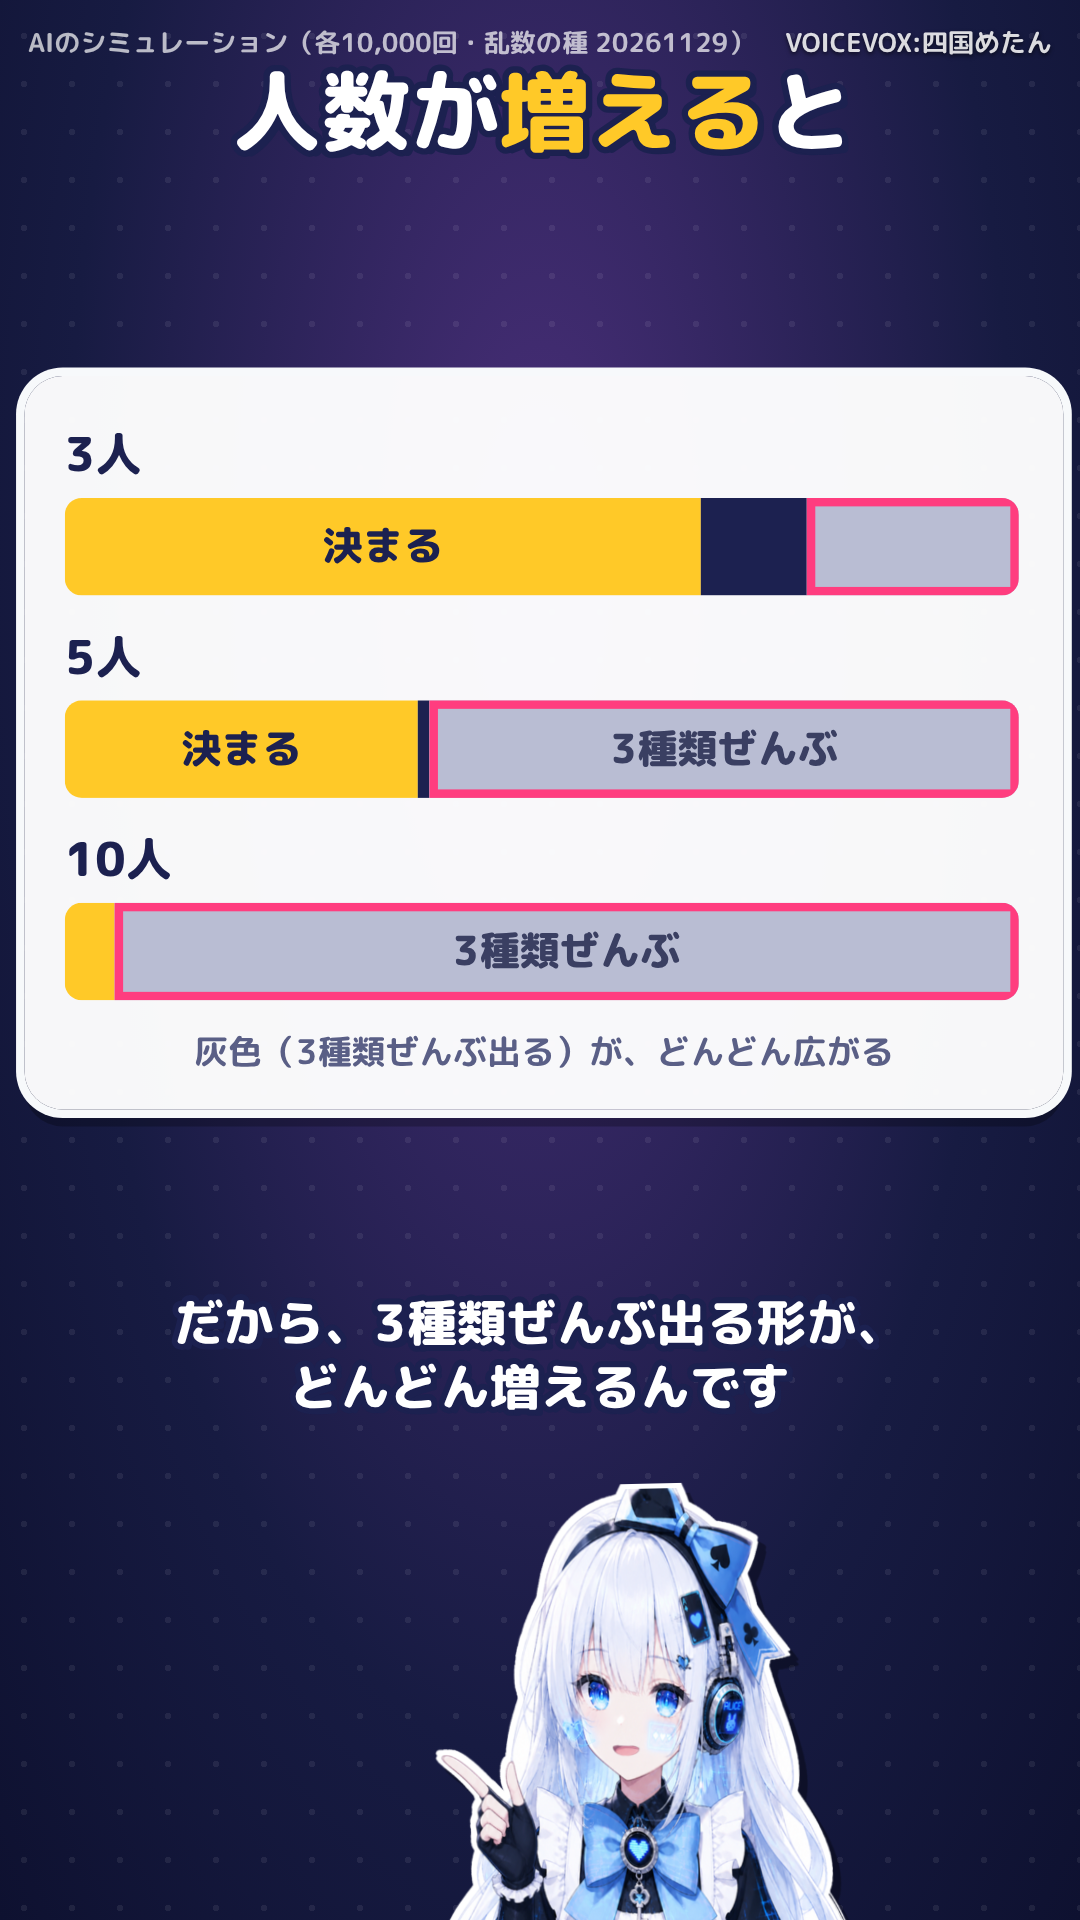 AIのシミュレーション（各10,000回・乱数の種 20261129） VOICEVOX:四国めたん
人数が増えると
3人
決まる
5人
決まる 3種類ぜんぶ
10人
3種類ぜんぶ
灰色（3種類ぜんぶ出る）が、どんどん広がる
だから、3種類ぜんぶ出る形が、
どんどん増えるんです
ALICE